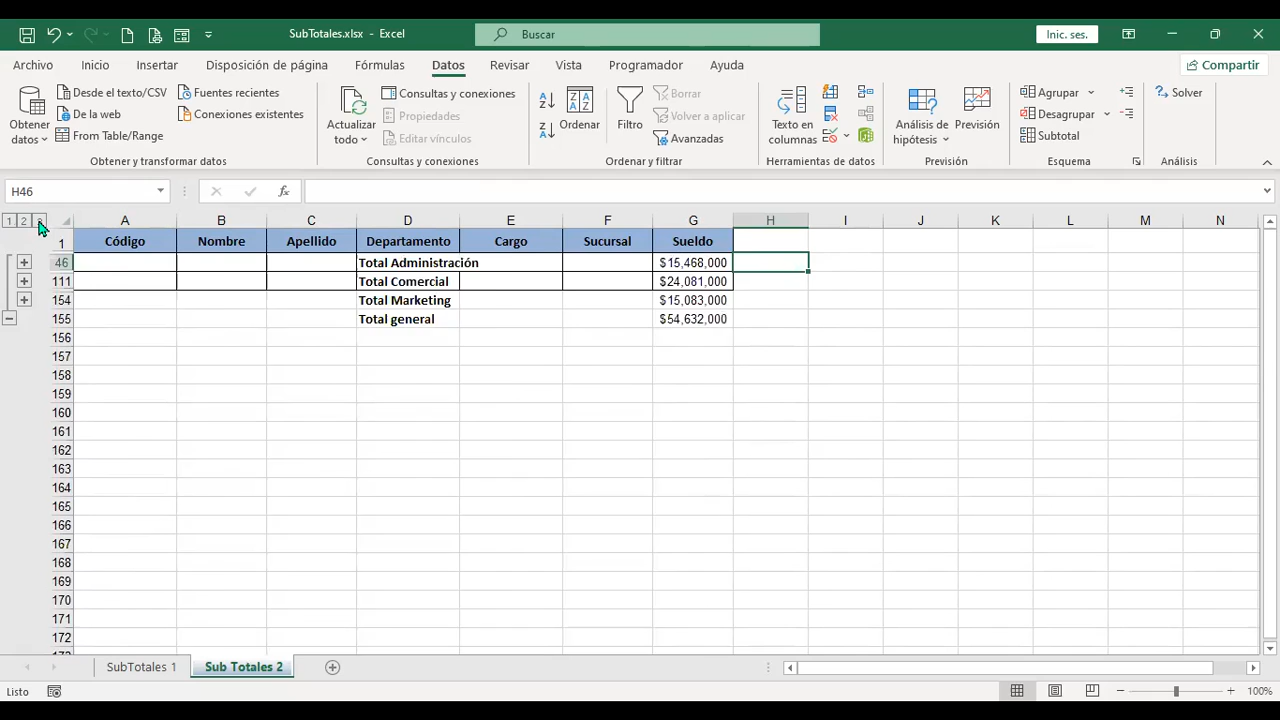 SubTotales.xlsx - Excel
Buscar
Inic. ses.
Archivo Inicio Insertar Disposición de página Fórmulas Datos Revisar Vista Programador Ayuda
Compartir
Obtener datos
Desde el texto/CSV
De la web
From Table/Range
Fuentes recientes
Conexiones existentes
Obtener y transformar datos
Actualizar todo
Consultas y conexiones
Propiedades
Editar vínculos
Consultas y conexiones
Ordenar
Filtro
Borrar
Volver a aplicar
Avanzadas
Ordenar y filtrar
Texto en columnas
Herramientas de datos
Análisis de hipótesis
Previsión
Previsión
Agrupar
Desagrupar
Subtotal
Esquema
Solver
Análisis
H46
1 2
A B C D E F G H I J K L M N
1 Código Nombre Apellido Departamento Cargo Sucursal Sueldo
46 Total Administración $15,468,000
111 Total Comercial $24,081,000
154 Total Marketing $15,083,000
155 Total general $54,632,000
156
157
158
159
160
161
162
163
164
165
166
167
168
169
170
171
172
SubTotales 1 Sub Totales 2
Listo
100%